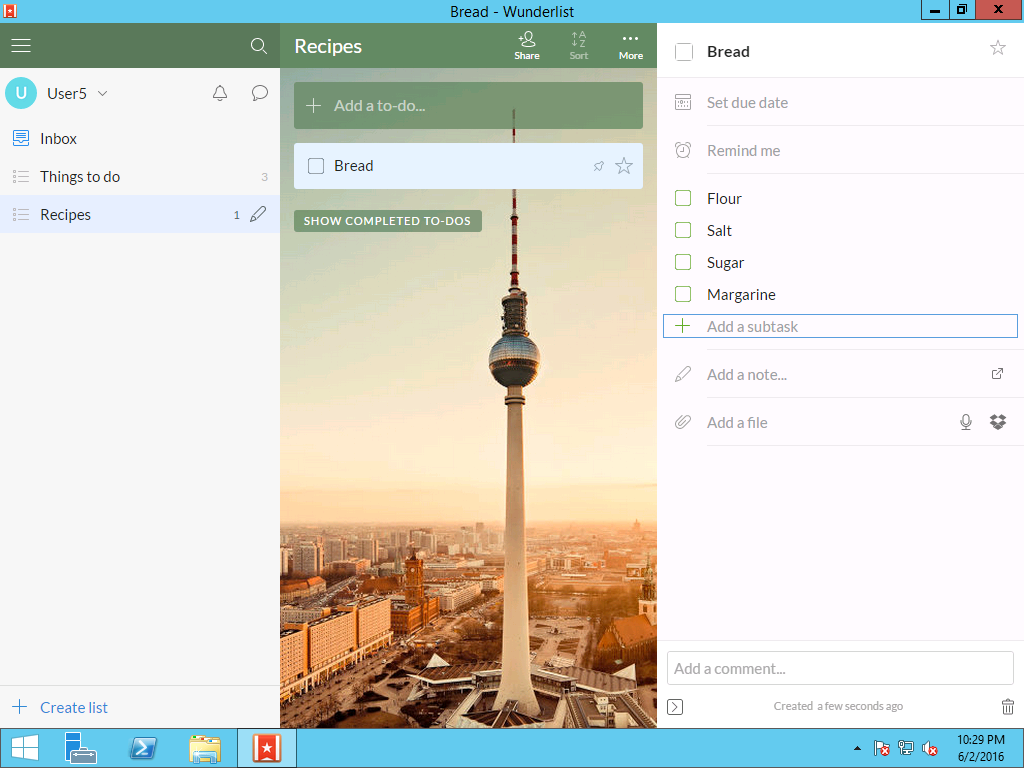 Bread - Wunderlist
Recipes
Share
Sort
More
U
User5
Inbox
Things to do
3
Recipes
1
Create list
Add a to-do...
Bread
SHOW COMPLETED TO-DOS
Bread
Set due date
Remind me
Flour
Salt
Sugar
Margarine
Add a subtask
Add a note...
Add a file
Add a comment...
Created a few seconds ago
10:29 PM
6/2/2016